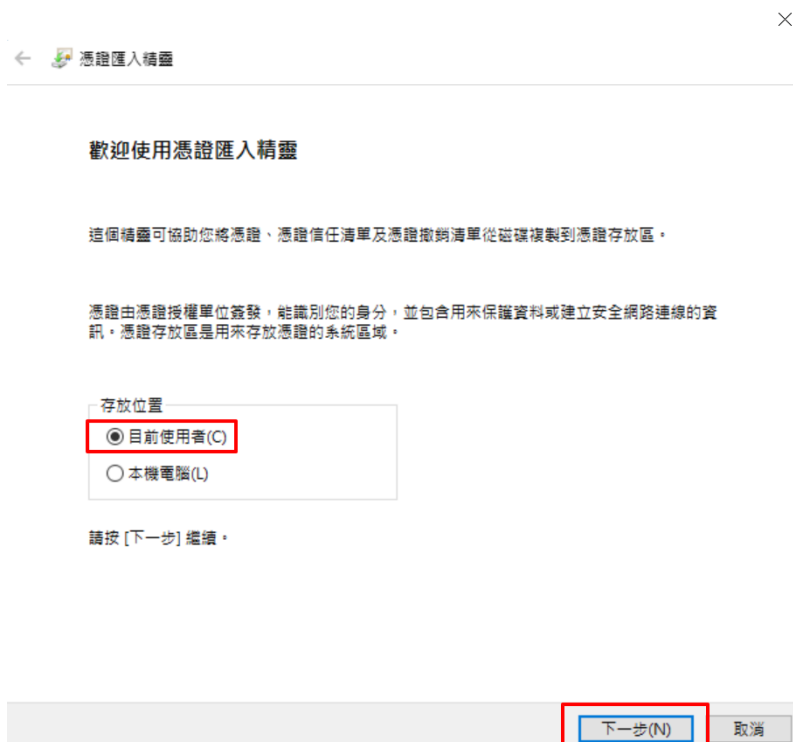 憑證匯入精靈
歡迎使用憑證匯入精靈
這個精靈可協助您將憑證、憑證信任清單及憑證撤銷清單從磁碟複製到憑證存放區。
憑證由憑證授權單位簽發，能識別您的身分，並包含用來保護資料或建立安全網路連線的資
訊。憑證存放區是用來存放憑證的系統區域。
存放位置
目前使用者(C)
本機電腦(L)
請按 [下一步] 繼續。
下一步(N)
取消